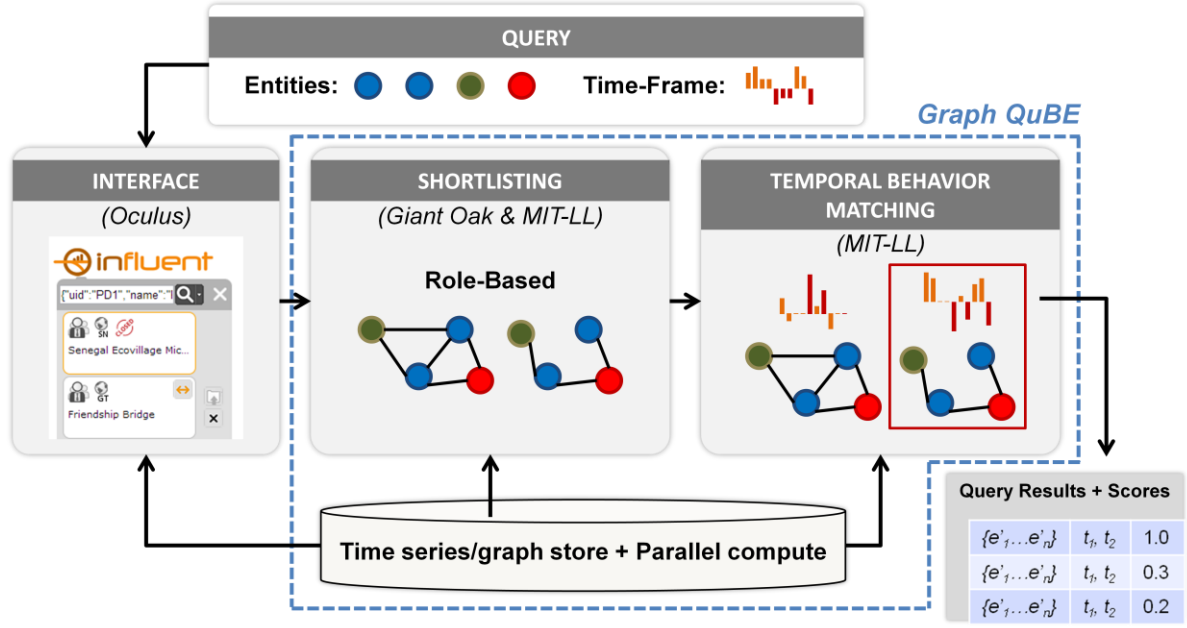 QUERY
Entities:
Time-Frame:
Graph QuBE
INTERFACE
(Oculus)
influent
{"uid":"PD1","name":"I
SN
CLOSED
Senegal Ecovillage Mic...
GT
Friendship Bridge
SHORTLISTING
(Giant Oak & MIT-LL)
Role-Based
TEMPORAL BEHAVIOR
MATCHING
(MIT-LL)
Time series/graph store + Parallel compute
Query Results + Scores
{e'₁…e'ₙ} t₁, t₂ 1.0
{e'₁…e'ₙ} t₁, t₂ 0.3
{e'₁…e'ₙ} t₁, t₂ 0.2